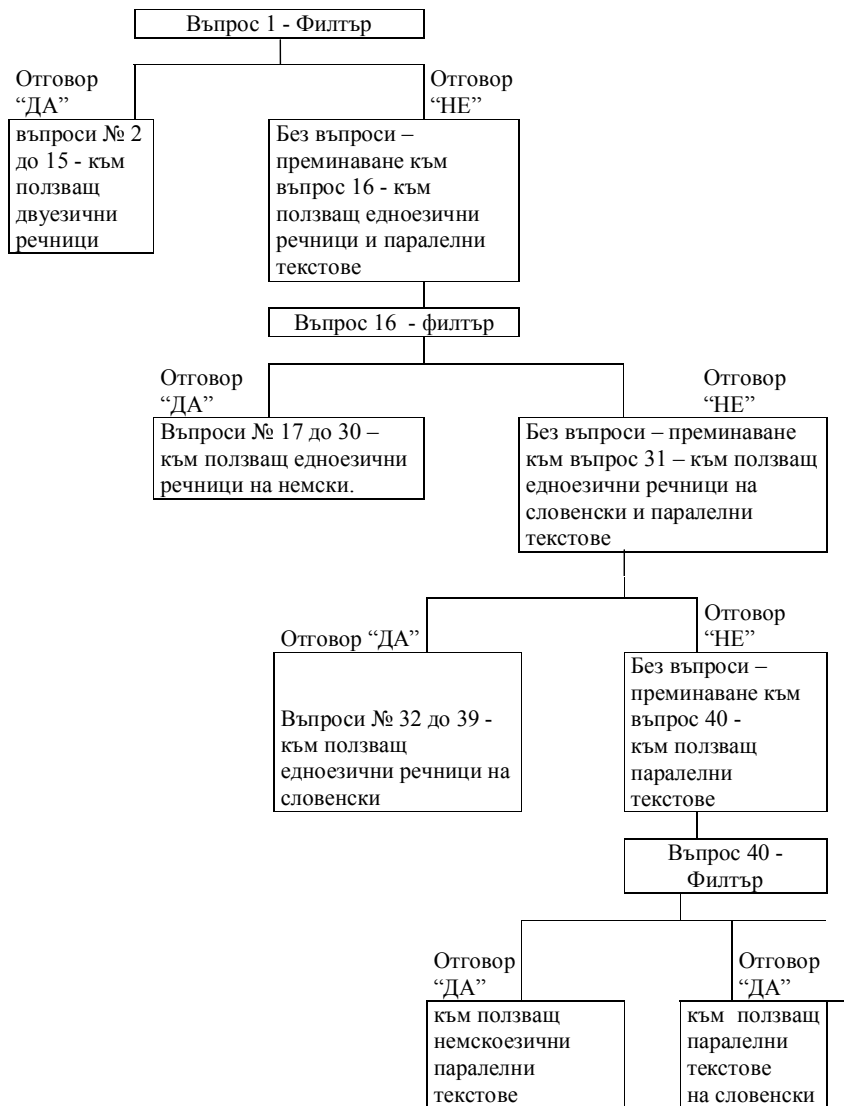 Въпрос 1 - Филтър
Отговор
“ДА”
Отговор
“НЕ”
въпроси № 2
до 15 - към
ползващ
двуезични
речници
Без въпроси –
преминаване към
въпрос 16 - към
ползващ едноезични
речници и паралелни
текстове
Въпрос 16 - филтър
Отговор
“ДА”
Отговор
“НЕ”
Въпроси № 17 до 30 –
към ползващ едноезични
речници на немски.
Без въпроси – преминаване
към въпрос 31 – към ползващ
едноезични речници на
словенски и паралелни
текстове
Отговор “ДА”
Отговор
“НЕ”
Въпроси № 32 до 39 -
към ползващ
едноезични речници на
словенски
Без въпроси –
преминаване към
въпрос 40 -
към ползващ
паралелни
текстове
Въпрос 40 -
Филтър
Отговор
“ДА”
Отговор
“ДА”
към ползващ
немскоезични
паралелни
текстове
към ползващ
паралелни
текстове
на словенски